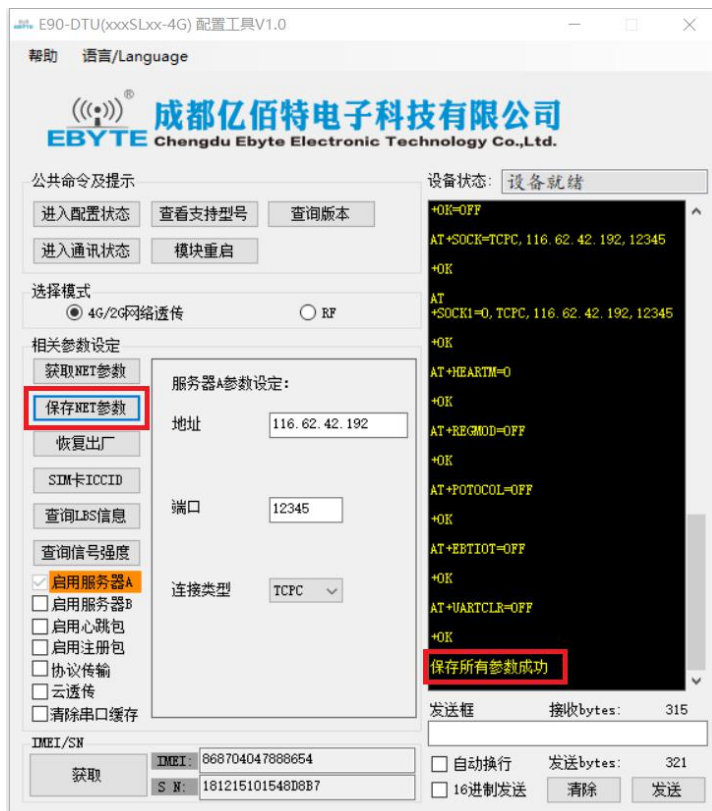 E90-DTU(xxxSLxx-4G) 配置工具V1.0
帮助 语言/Language
((( ))) ®
EBYTE
成都亿佰特电子科技有限公司
Chengdu Ebyte Electronic Technology Co.,Ltd.
公共命令及提示
进入配置状态 查看支持型号 查询版本
进入通讯状态 模块重启
选择模式
4G/2G网络透传 RF
相关参数设定
获取NET参数
保存NET参数
恢复出厂
SIM卡ICCID
查询LBS信息
查询信号强度
启用服务器A
启用服务器B
启用心跳包
启用注册包
协议传输
云透传
清除串口缓存
服务器A参数设定:
地址 116.62.42.192
端口 12345
连接类型 TCPC
IMEI/SN
获取
IMEI: 868704047888654
S N: 181215101548D8B7
设备状态: 设备就绪
+OK=OFF
AT+SOCK=TCPC,116.62.42.192,12345
+OK
AT
+SOCK1=0,TCPC,116.62.42.192,12345
+OK
AT+HEARTM=0
+OK
AT+REGMOD=OFF
+OK
AT+POTOCOL=OFF
+OK
AT+EBTIOT=OFF
+OK
AT+UARTCLR=OFF
+OK
保存所有参数成功
发送框 接收bytes: 315
自动换行 发送bytes: 321
16进制发送 清除 发送